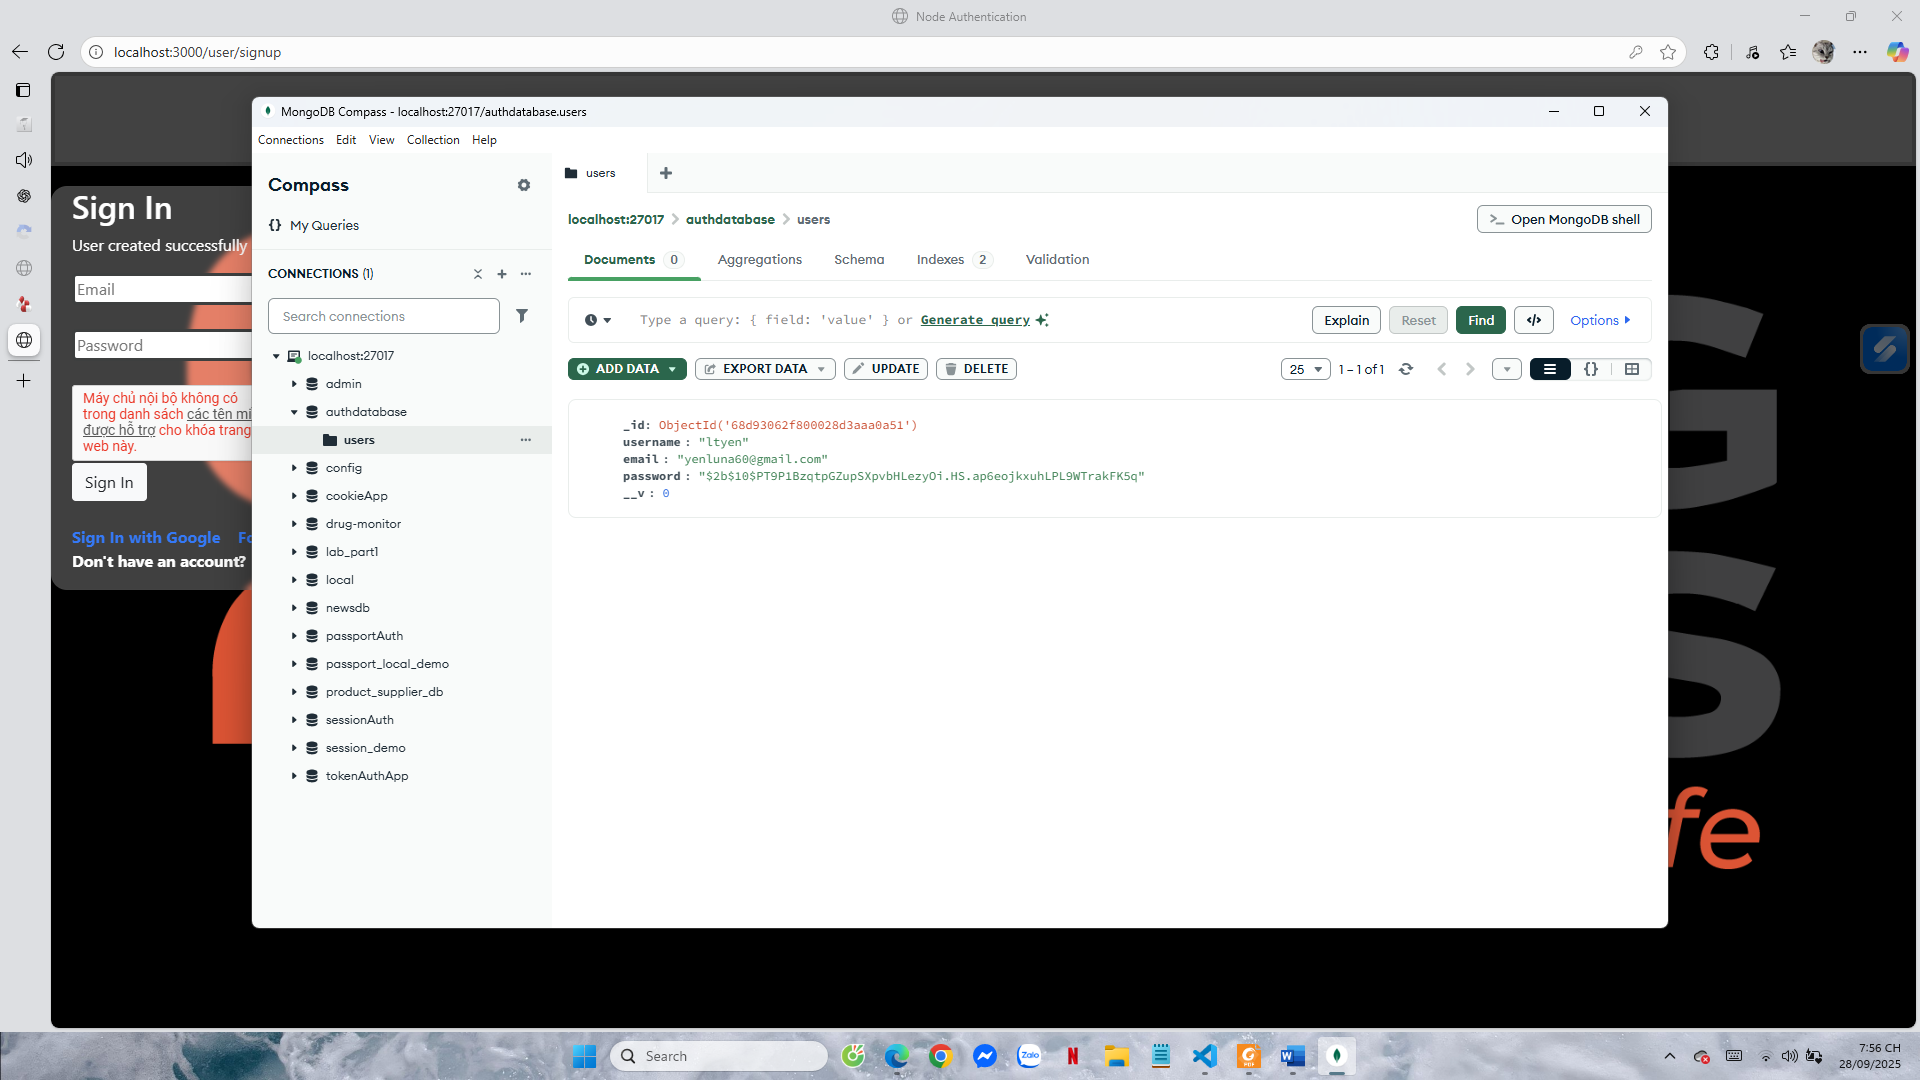 Node Authentication
localhost:3000/user/signup
MongoDB Compass - localhost:27017/authdatabase.users
Connections Edit View Collection Help
Compass
{} My Queries
CONNECTIONS (1)
Search connections
localhost:27017
admin
authdatabase
users
config
cookieApp
drug-monitor
lab_part1
local
newsdb
passportAuth
passport_local_demo
product_supplier_db
sessionAuth
session_demo
tokenAuthApp
users
localhost:27017 > authdatabase > users
>_ Open MongoDB shell
Documents 0 Aggregations Schema Indexes 2 Validation
Type a query: { field: 'value' } or Generate query
Explain Reset Find </> Options
ADD DATA EXPORT DATA UPDATE DELETE
25 1 – 1 of 1 {}
_id: ObjectId('68d93062f800028d3aaa0a51')
username : "ltyen"
email : "yenluna60@gmail.com"
password : "$2b$10$PT9P1BzqtpGZupSXpvbHLezyOi.HS.ap6eojkxuhLPL9WTrakFK5q"
__v : 0
Sign In
User created successfully
Email
Password
Máy chủ nội bộ không có
trong danh sách các tên mi
được hỗ trợ cho khóa trang
web này.
Sign In
Sign In with Google Fo
Don't have an account?
G
S
fe
Search
Zalo
N
PDF
W
7:56 CH
28/09/2025